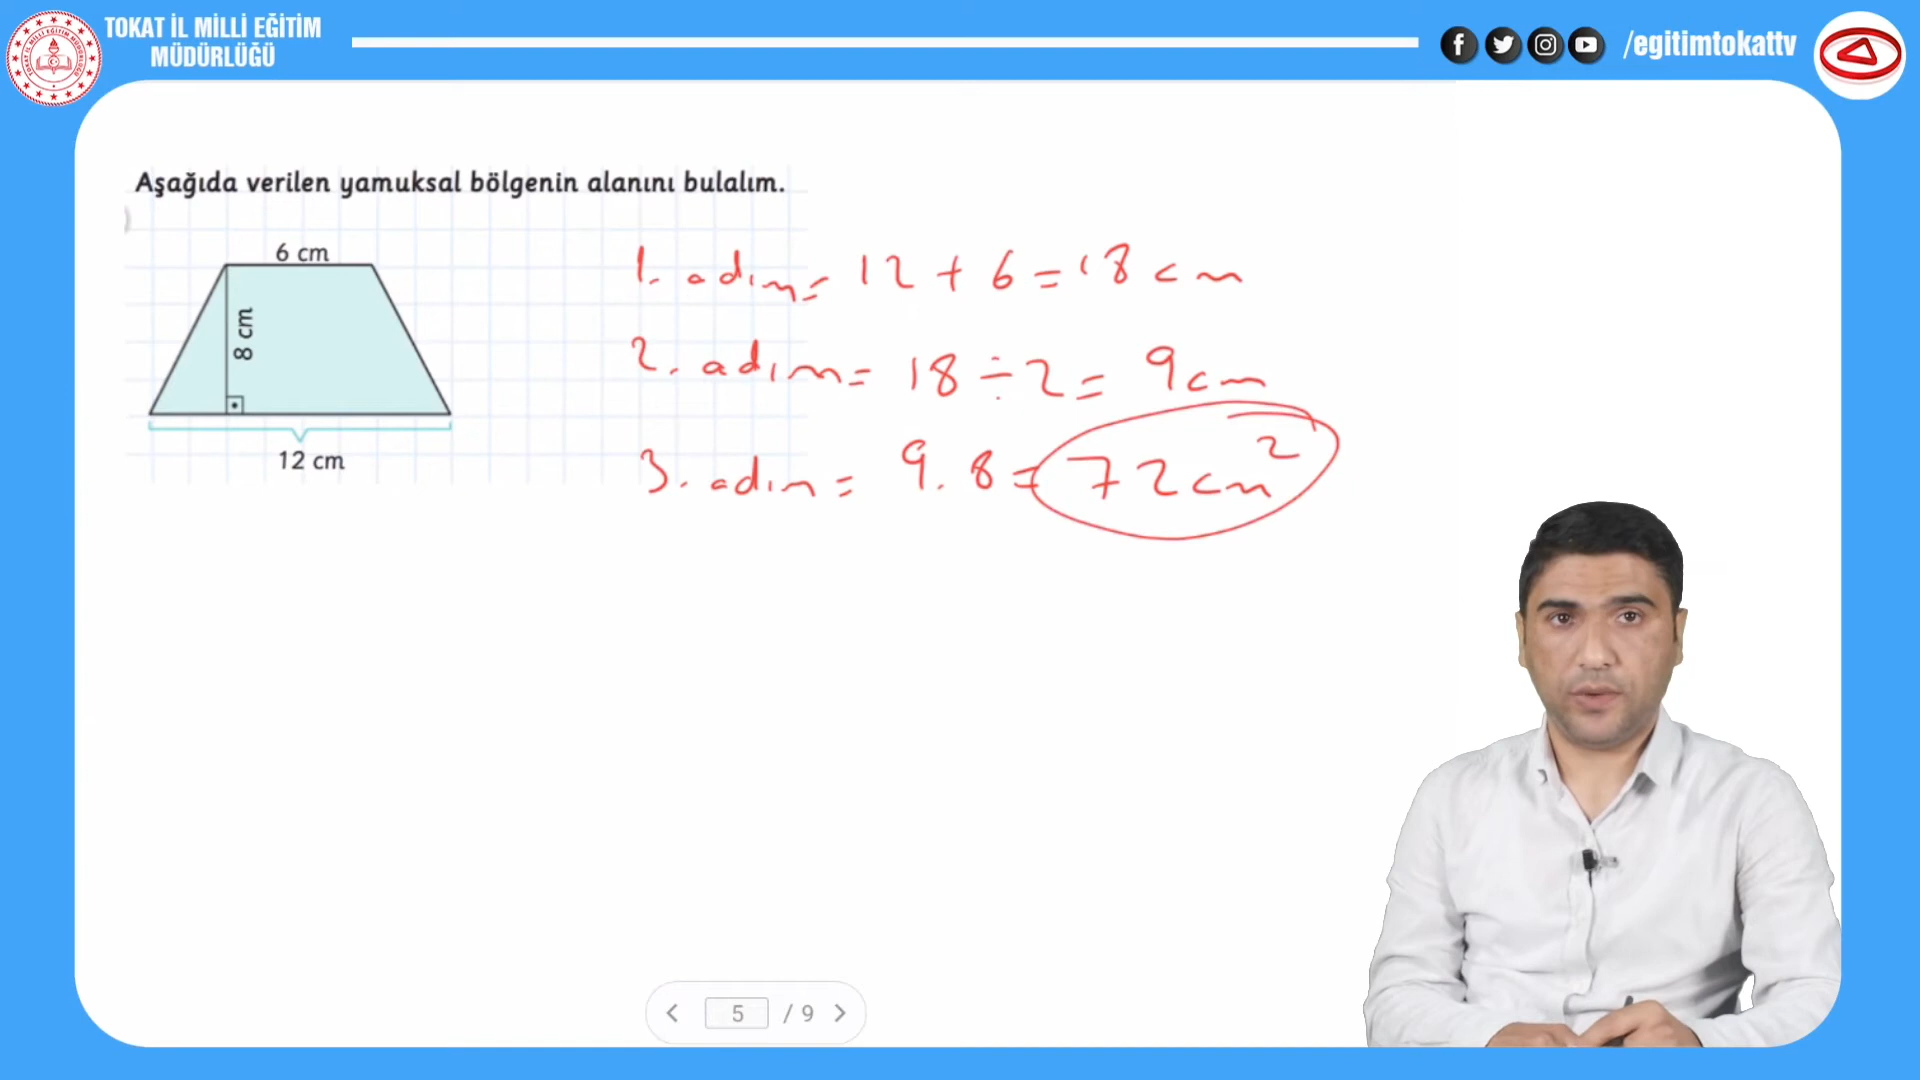 TOKAT İL MİLLİ EĞİTİM
MÜDÜRLÜĞÜ
/egitimtokattv
Aşağıda verilen yamuksal bölgenin alanını bulalım.
6 cm
8 cm
12 cm
1. adım = 12 + 6 = 18 cm
2. adım = 18 ÷ 2 = 9 cm
3. adım = 9.8 = 72 cm²
5 / 9